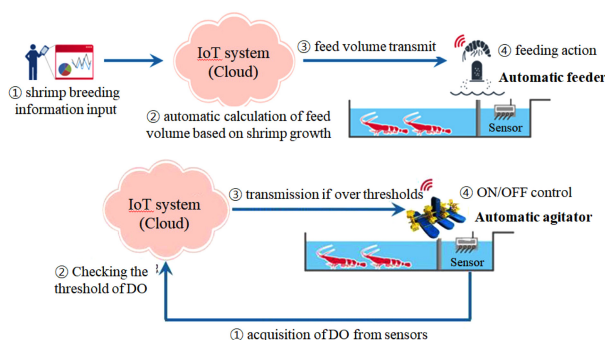 IoT system
(Cloud)
③ feed volume transmit
④ feeding action
Automatic feeder
① shrimp breeding
information input
② automatic calculation of feed
volume based on shrimp growth
Sensor
IoT system
(Cloud)
③ transmission if over thresholds
④ ON/OFF control
Automatic agitator
Sensor
② Checking the
threshold of DO
① acquisition of DO from sensors